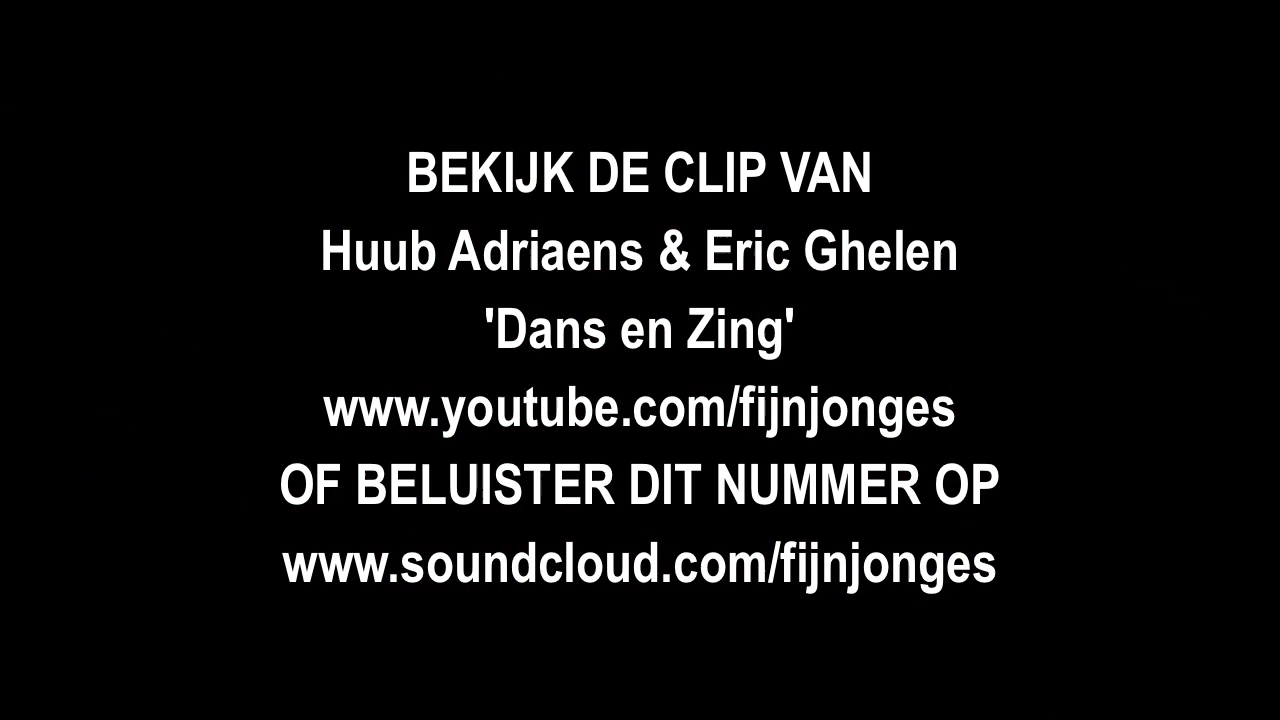 BEKIJK DE CLIP VAN
Huub Adriaens & Eric Ghelen
'Dans en Zing'
www.youtube.com/fijnjonges
OF BELUISTER DIT NUMMER OP
www.soundcloud.com/fijnjonges